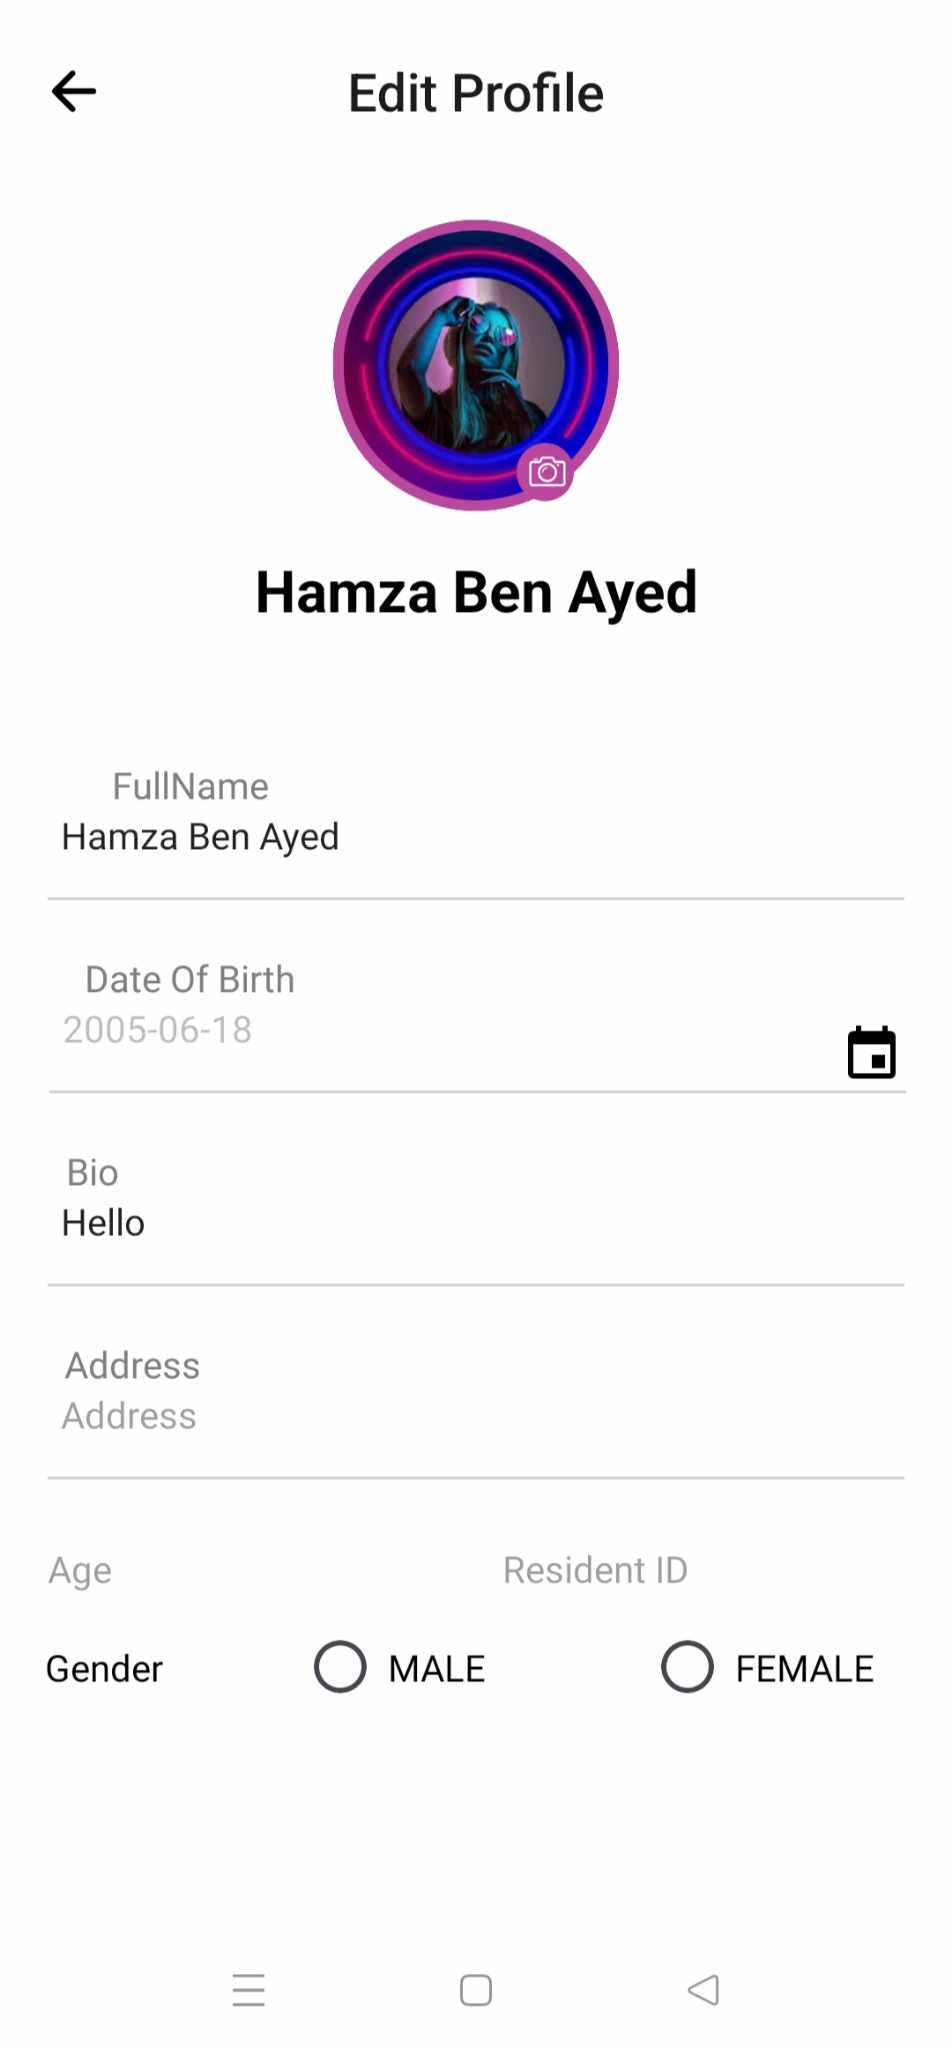 Edit Profile
Hamza Ben Ayed
FullName
Hamza Ben Ayed
Date Of Birth
2005-06-18
Bio
Hello
Address
Address
Age Resident ID
Gender MALE FEMALE